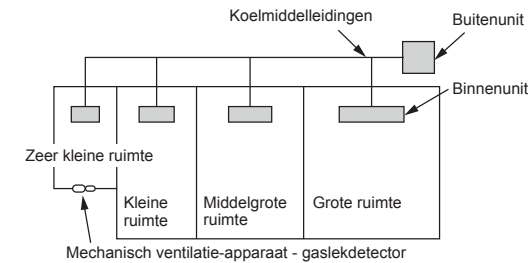 Koelmiddelleidingen
Buitenunit
Binnenunit
Zeer kleine ruimte
Kleine
ruimte
Middelgrote
ruimte
Grote ruimte
Mechanisch ventilatie-apparaat - gaslekdetector